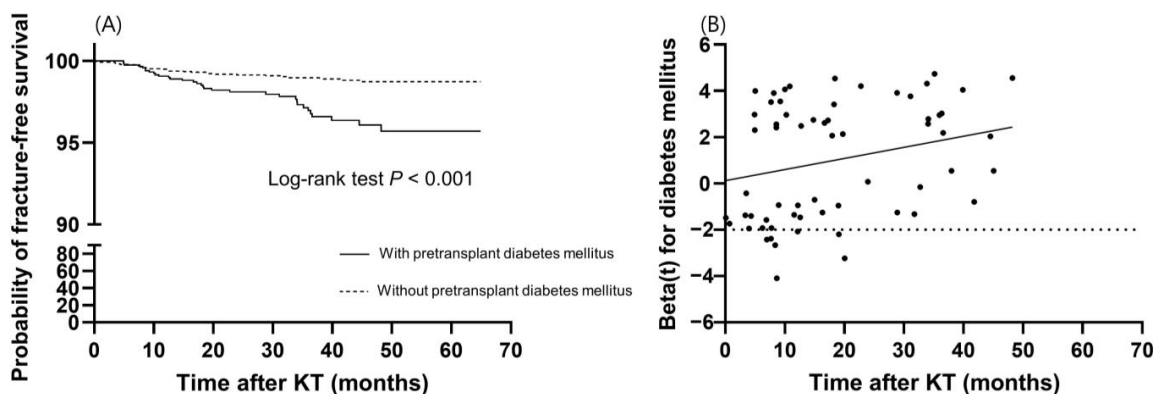 (A)
Probability of fracture-free survival
100
95
90
80
60
40
20
0
Log-rank test P < 0.001
With pretransplant diabetes mellitus
Without pretransplant diabetes mellitus
0 10 20 30 40 50 60 70
Time after KT (months)
(B)
Beta(t) for diabetes mellitus
6
4
2
0
−2
−4
−6
0 10 20 30 40 50 60 70
Time after KT (months)